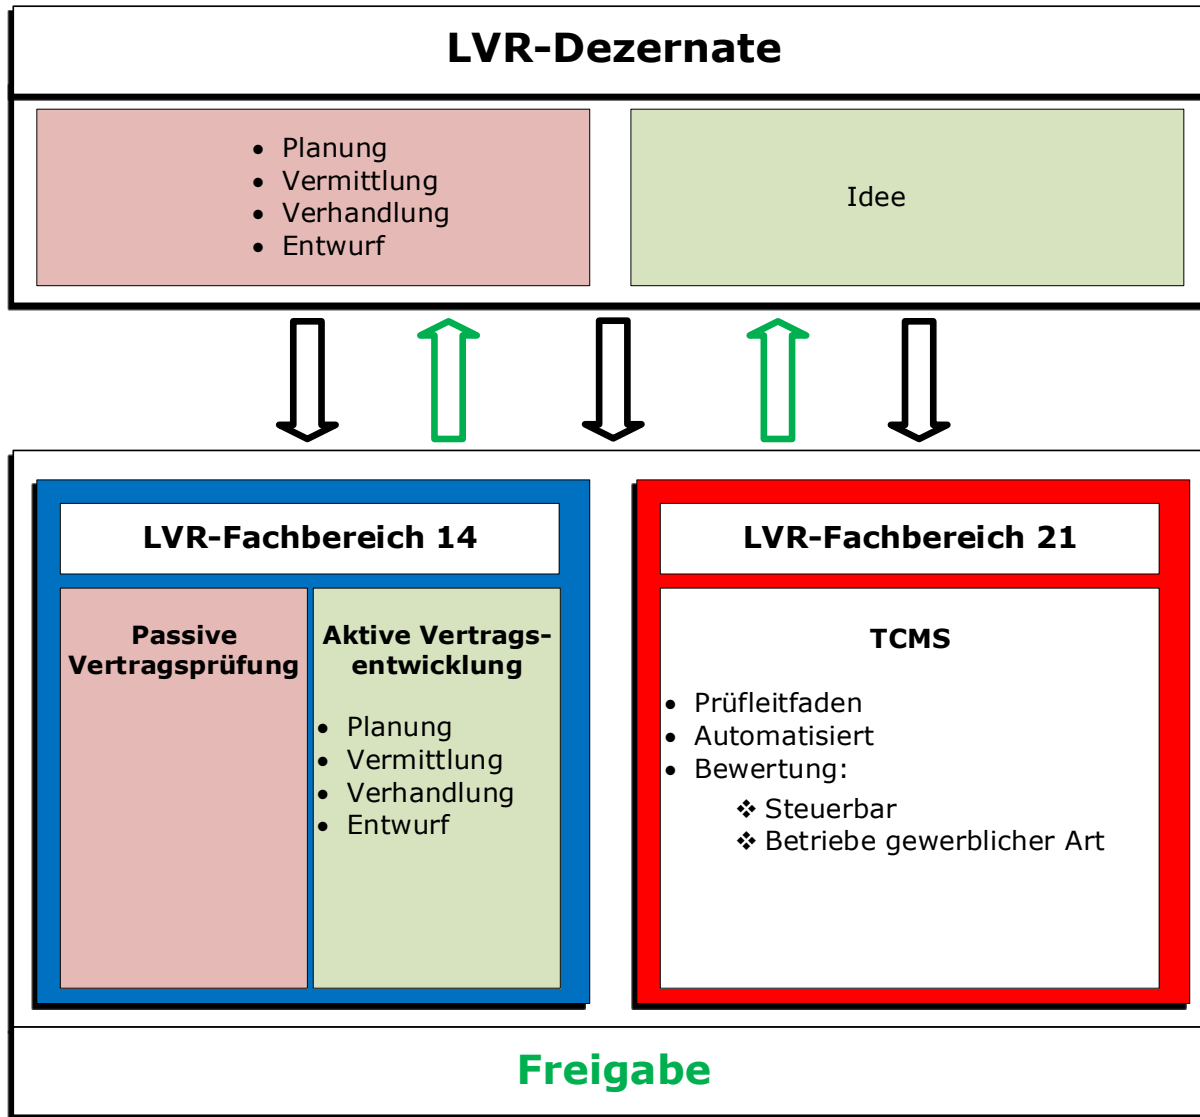 LVR-Dezernate
• Planung
• Vermittlung
• Verhandlung
• Entwurf
Idee
LVR-Fachbereich 14
Passive
Vertragsprüfung
Aktive Vertrags-
entwicklung
• Planung
• Vermittlung
• Verhandlung
• Entwurf
LVR-Fachbereich 21
TCMS
• Prüfleitfaden
• Automatisiert
• Bewertung:
❖ Steuerbar
❖ Betriebe gewerblicher Art
Freigabe